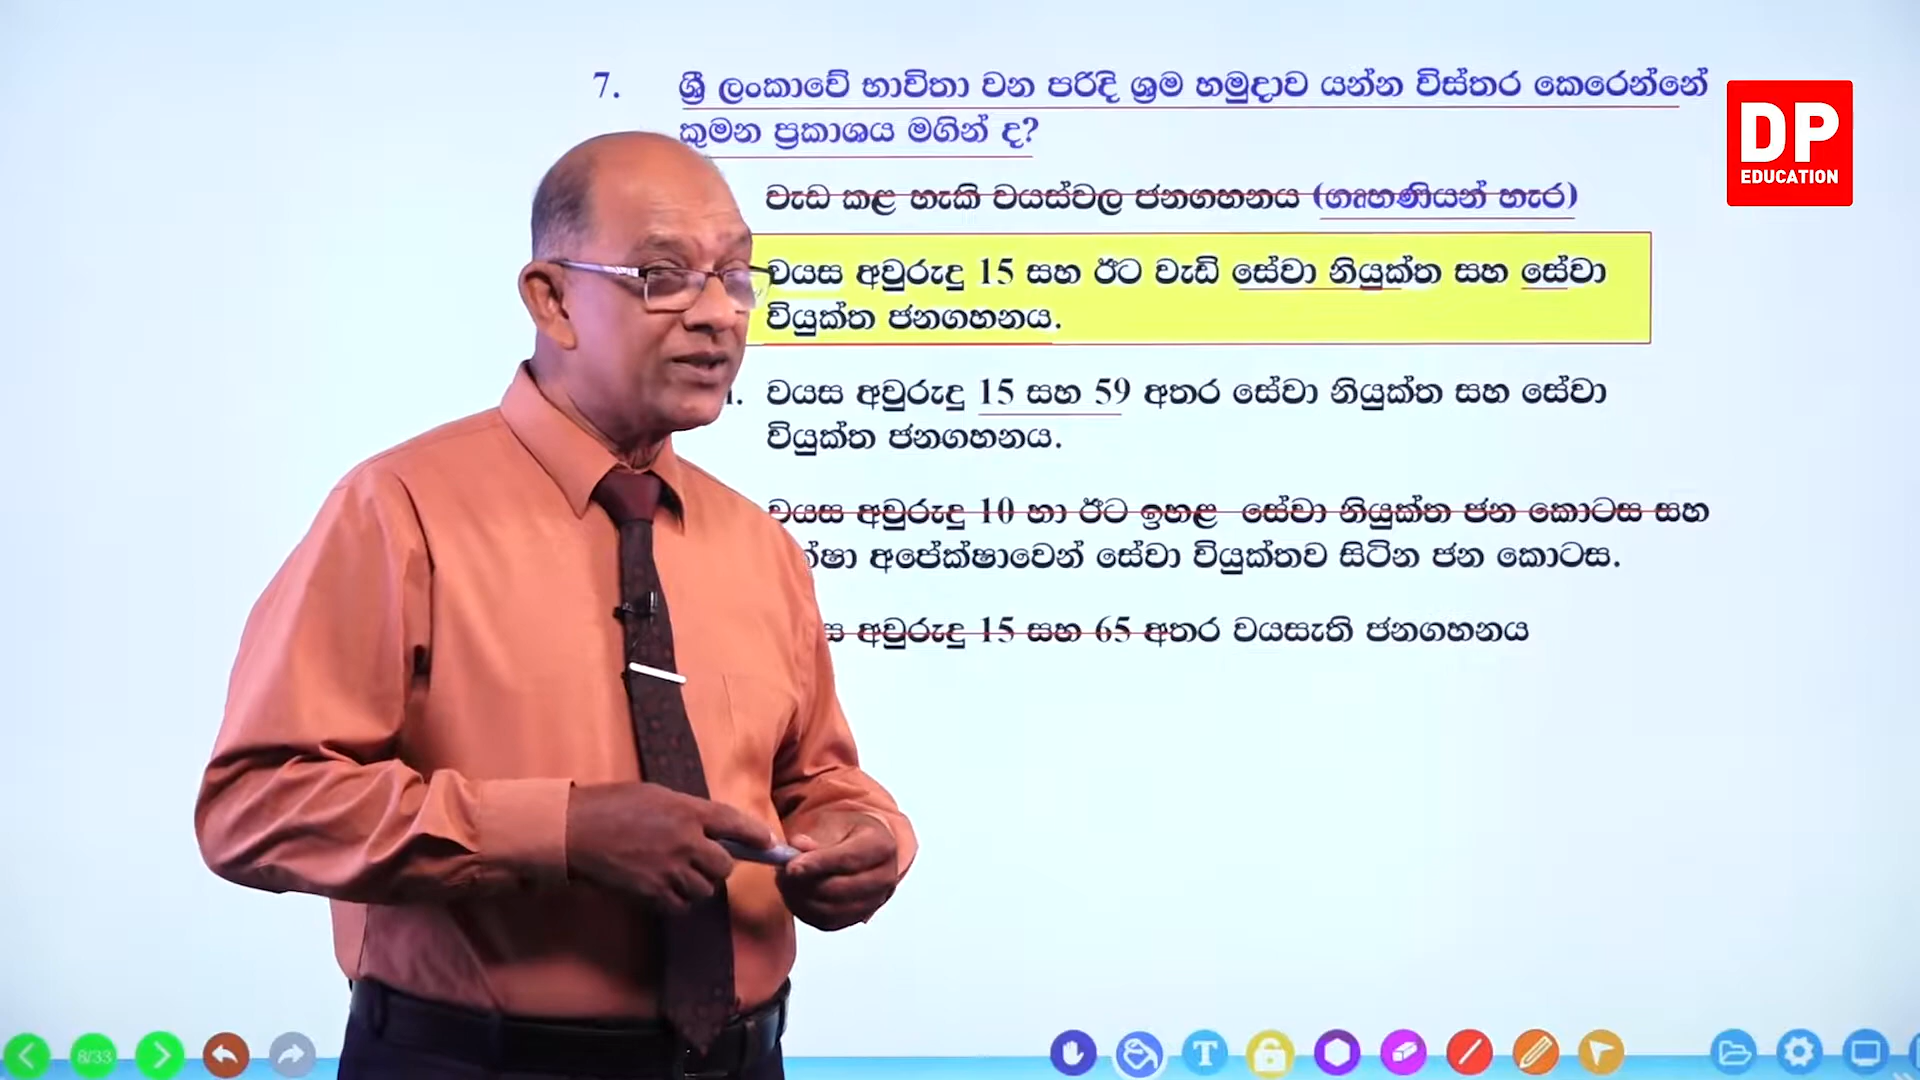 7. ශ්‍රී ලංකාවේ භාවිතා වන පරිදි ශ්‍රම හමුදාව යන්න විස්තර කෙරෙන්නේ
කුමන ප්‍රකාශය මගින් ද?
DP
EDUCATION
වැඩ කළ හැකි වයස්වල ජනගහනය (ගෘහණියන් හැර)
වයස අවුරුදු 15 සහ ඊට වැඩි සේවා නියුක්ත සහ සේවා
වියුක්ත ජනගහනය.
වයස අවුරුදු 15 සහ 59 අතර සේවා නියුක්ත සහ සේවා
වියුක්ත ජනගහනය.
වයස අවුරුදු 10 හා ඊට ඉහළ සේවා නියුක්ත ජන කොටස සහ
අපේක්ෂාවෙන් සේවා වියුක්තව සිටින ජන කොටස.
අවුරුදු 15 සහ 65 අතර වයසැති ජනගහනය
8/33
T